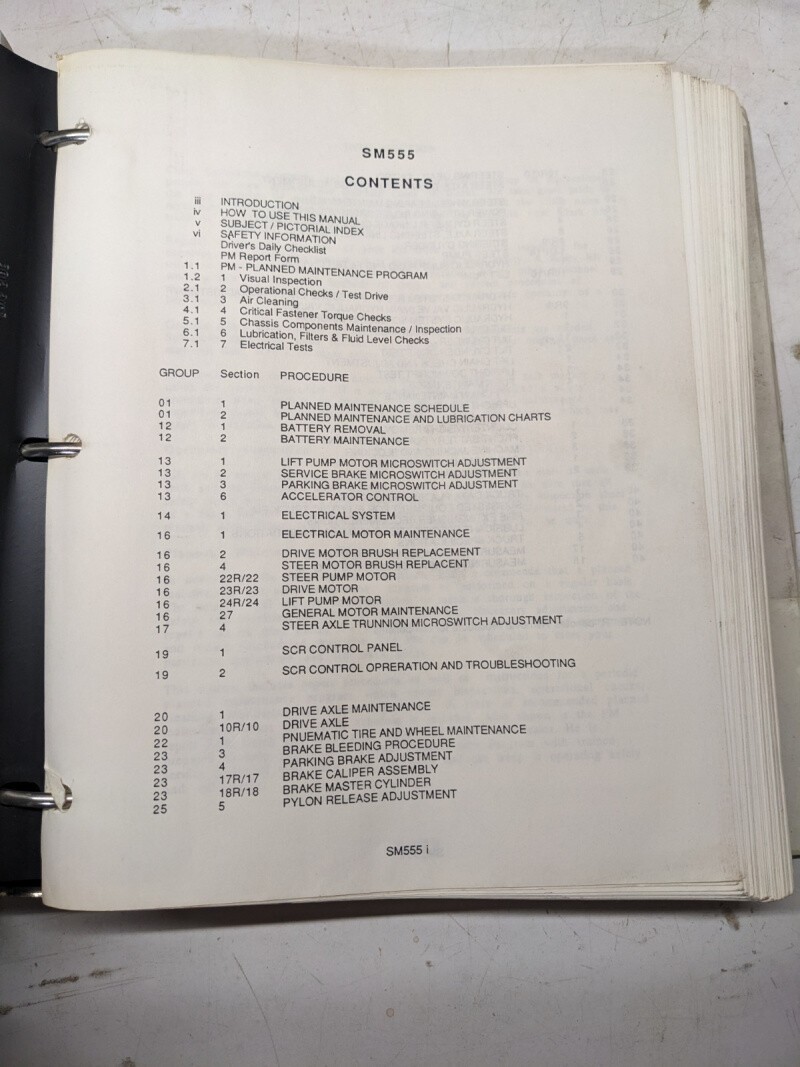 SM555
CONTENTS
iii INTRODUCTION
iv HOW TO USE THIS MANUAL
v SUBJECT / PICTORIAL INDEX
vi SAFETY INFORMATION
Driver's Daily Checklist
PM Report Form
1.1 PM - PLANNED MAINTENANCE PROGRAM
1.2 1 Visual Inspection
2.1 2 Operational Checks / Test Drive
3.1 3 Air Cleaning
4.1 4 Critical Fastener Torque Checks
5.1 5 Chassis Components Maintenance / Inspection
6.1 6 Lubrication, Filters & Fluid Level Checks
7.1 7 Electrical Tests
GROUP Section PROCEDURE
01 1 PLANNED MAINTENANCE SCHEDULE
01 2 PLANNED MAINTENANCE AND LUBRICATION CHARTS
12 1 BATTERY REMOVAL
12 2 BATTERY MAINTENANCE
13 1 LIFT PUMP MOTOR MICROSWITCH ADJUSTMENT
13 2 SERVICE BRAKE MICROSWITCH ADJUSTMENT
13 3 PARKING BRAKE MICROSWITCH ADJUSTMENT
13 6 ACCELERATOR CONTROL
14 1 ELECTRICAL SYSTEM
16 1 ELECTRICAL MOTOR MAINTENANCE
16 2 DRIVE MOTOR BRUSH REPLACEMENT
16 4 STEER MOTOR BRUSH REPLACENT
16 22R/22 STEER PUMP MOTOR
16 23R/23 DRIVE MOTOR
16 24R/24 LIFT PUMP MOTOR
16 27 GENERAL MOTOR MAINTENANCE
17 4 STEER AXLE TRUNNION MICROSWITCH ADJUSTMENT
19 1 SCR CONTROL PANEL
19 2 SCR CONTROL OPRERATION AND TROUBLESHOOTING
20 1 DRIVE AXLE MAINTENANCE
20 10R/10 DRIVE AXLE
22 1 PNUEMATIC TIRE AND WHEEL MAINTENANCE
23 3 BRAKE BLEEDING PROCEDURE
23 4 PARKING BRAKE ADJUSTMENT
23 17R/17 BRAKE CALIPER ASSEMBLY
23 18R/18 BRAKE MASTER CYLINDER
25 5 PYLON RELEASE ADJUSTMENT
SM555 i